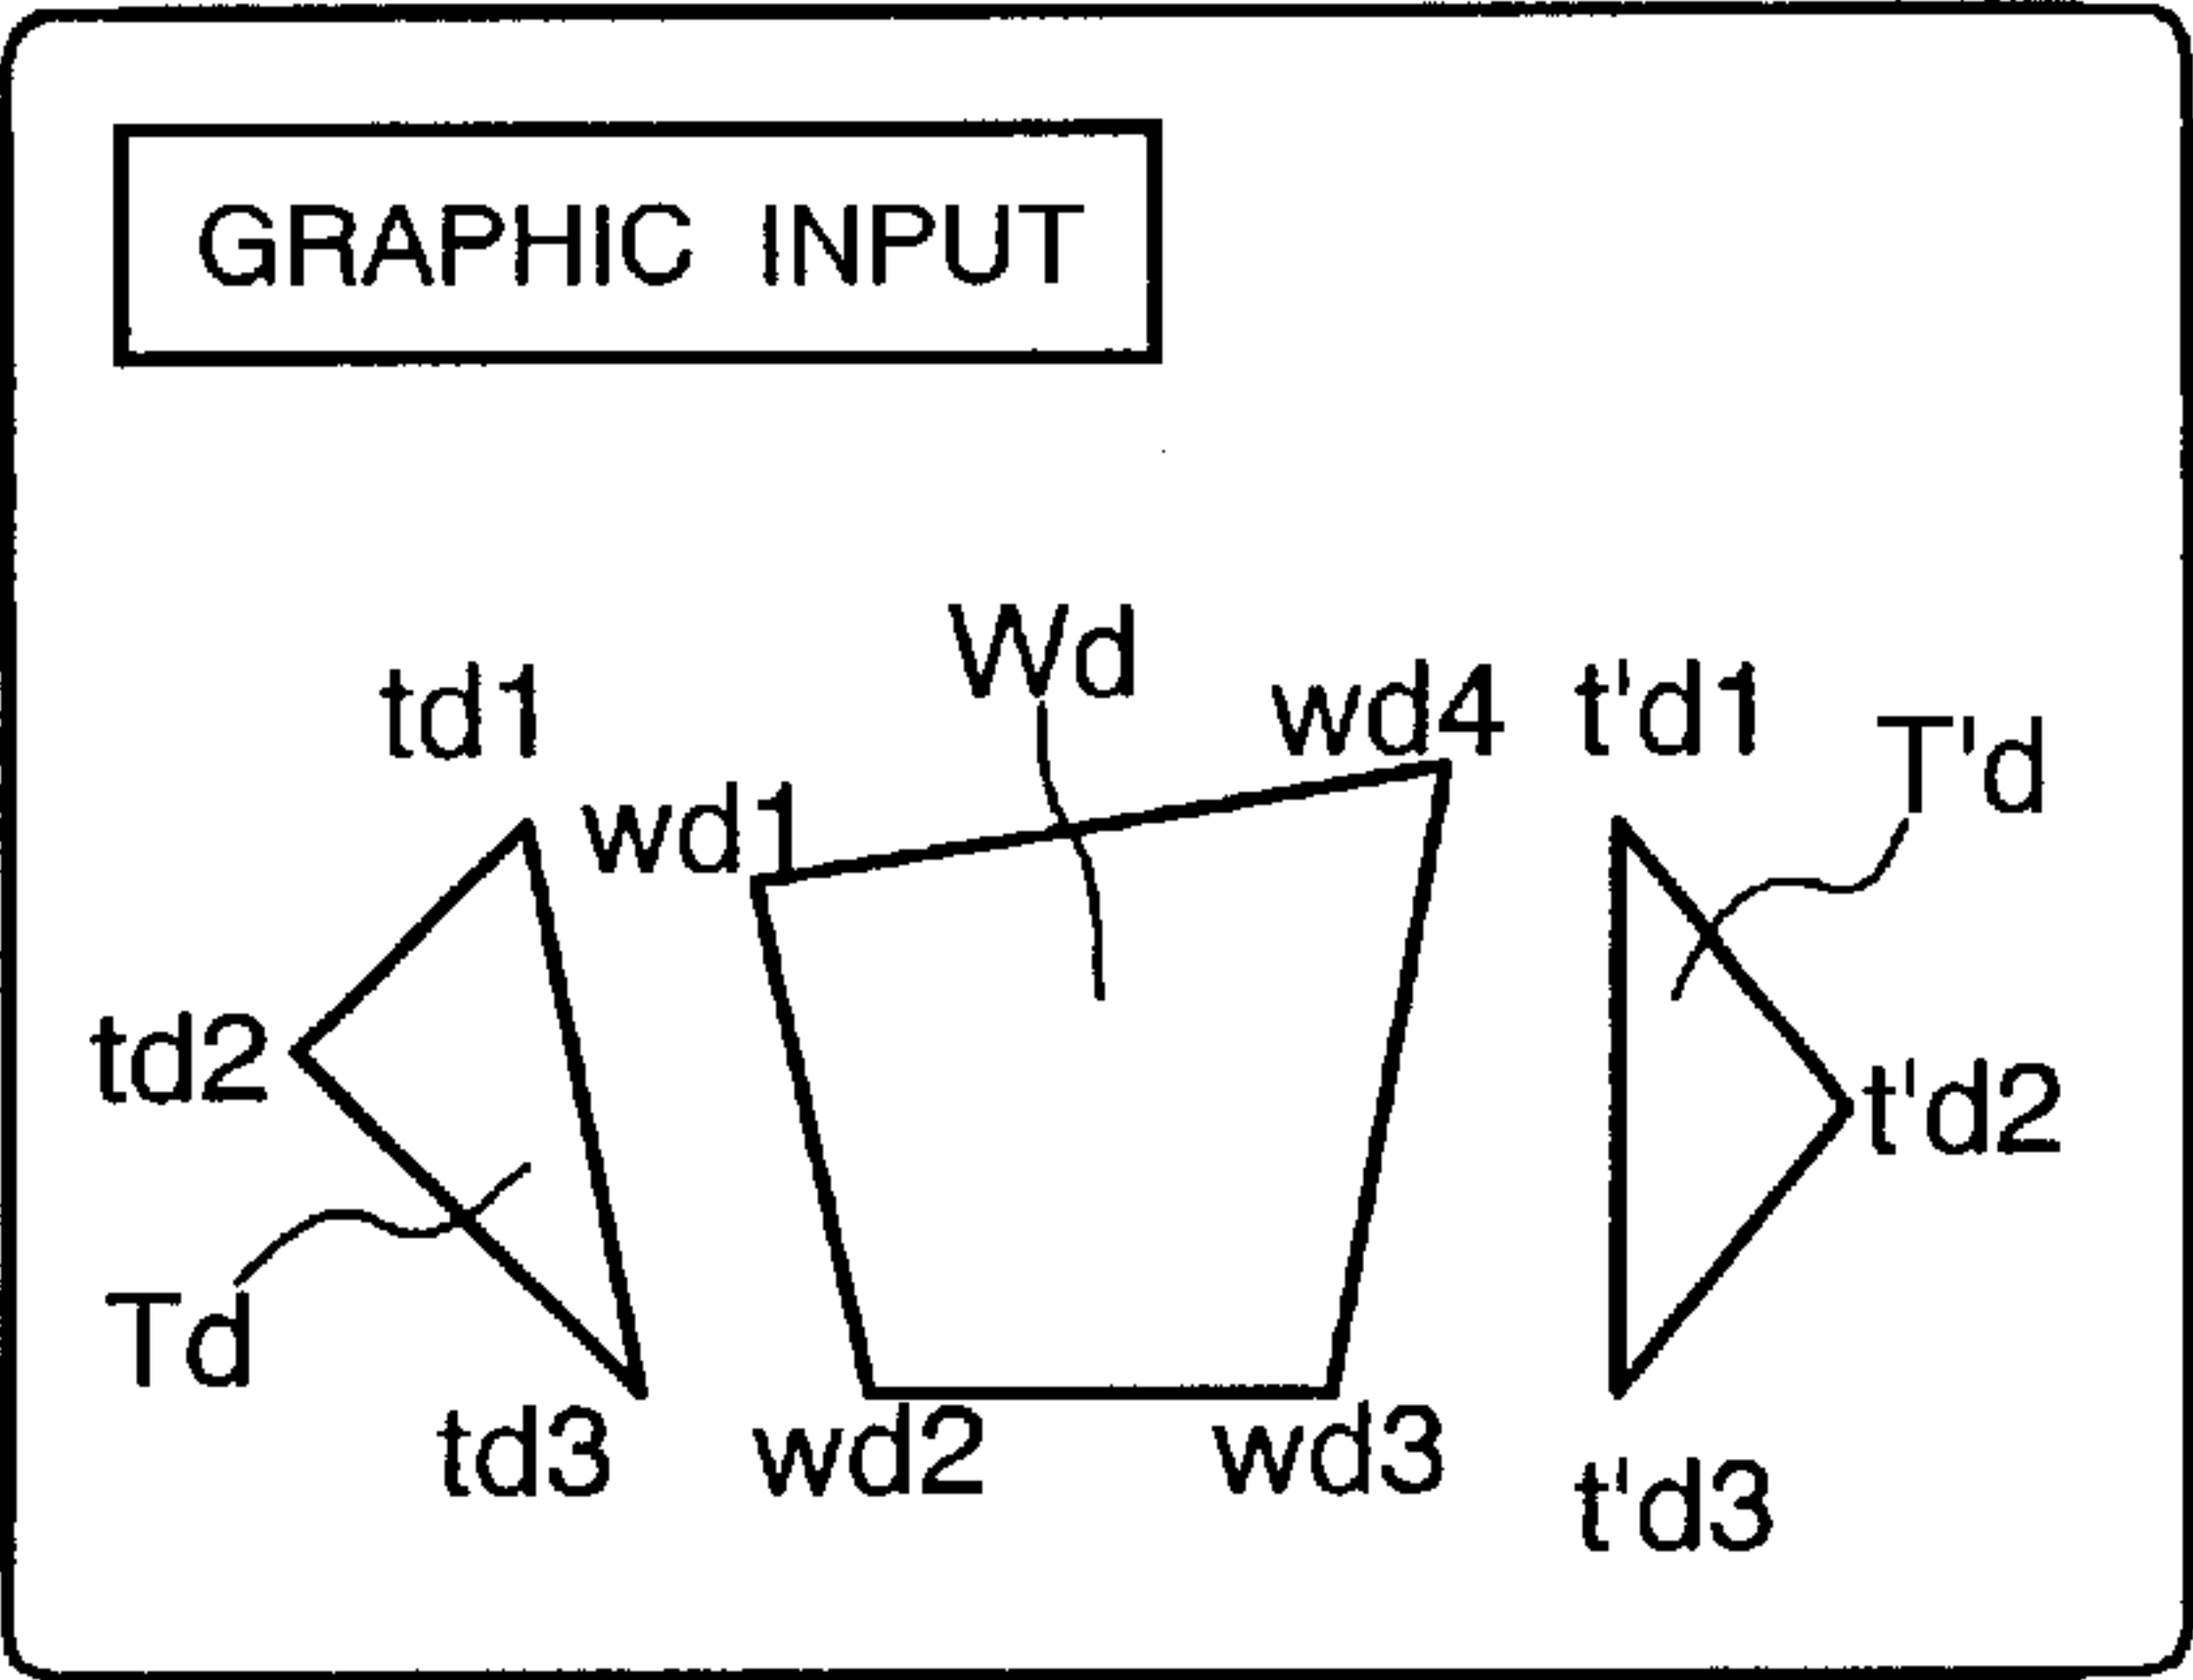 GRAPHIC INPUT
Wd
td1
wd4
t'd1
T'd
wd1
td2
t'd2
Td
td3
wd2
wd3
t'd3